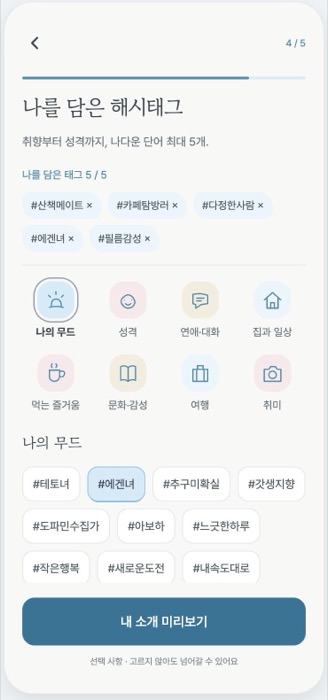 4 / 5
나를 담은 해시태그
취향부터 성격까지, 나다운 단어 최대 5개.
나를 담은 태그 5 / 5
#산책메이트 × #카페탐방러 × #다정한사람 ×
#에겐녀 × #필름감성 ×
나의 무드 성격 연애·대화 집과 일상
먹는 즐거움 문화·감성 여행 취미
나의 무드
#테토녀 #에겐녀 #추구미확실 #갓생지향
#도파민수집가 #아보하 #느긋한하루
#작은행복 #새로운도전 #내속도대로
내 소개 미리보기
선택 사항 · 고르지 않아도 넘어갈 수 있어요